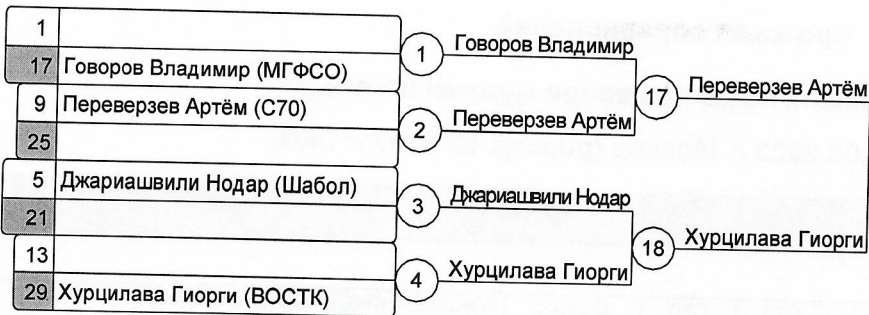 1
17 Говоров Владимир (МГФСО)
9 Переверзев Артём (С70)
25
5 Джариашвили Нодар (Шабол)
21
13
29 Хурцилава Гиорги (ВОСТК)
1 Говоров Владимир
2 Переверзев Артём
3 Джариашвили Нодар
4 Хурцилава Гиорги
17 Переверзев Артём
18 Хурцилава Гиорги